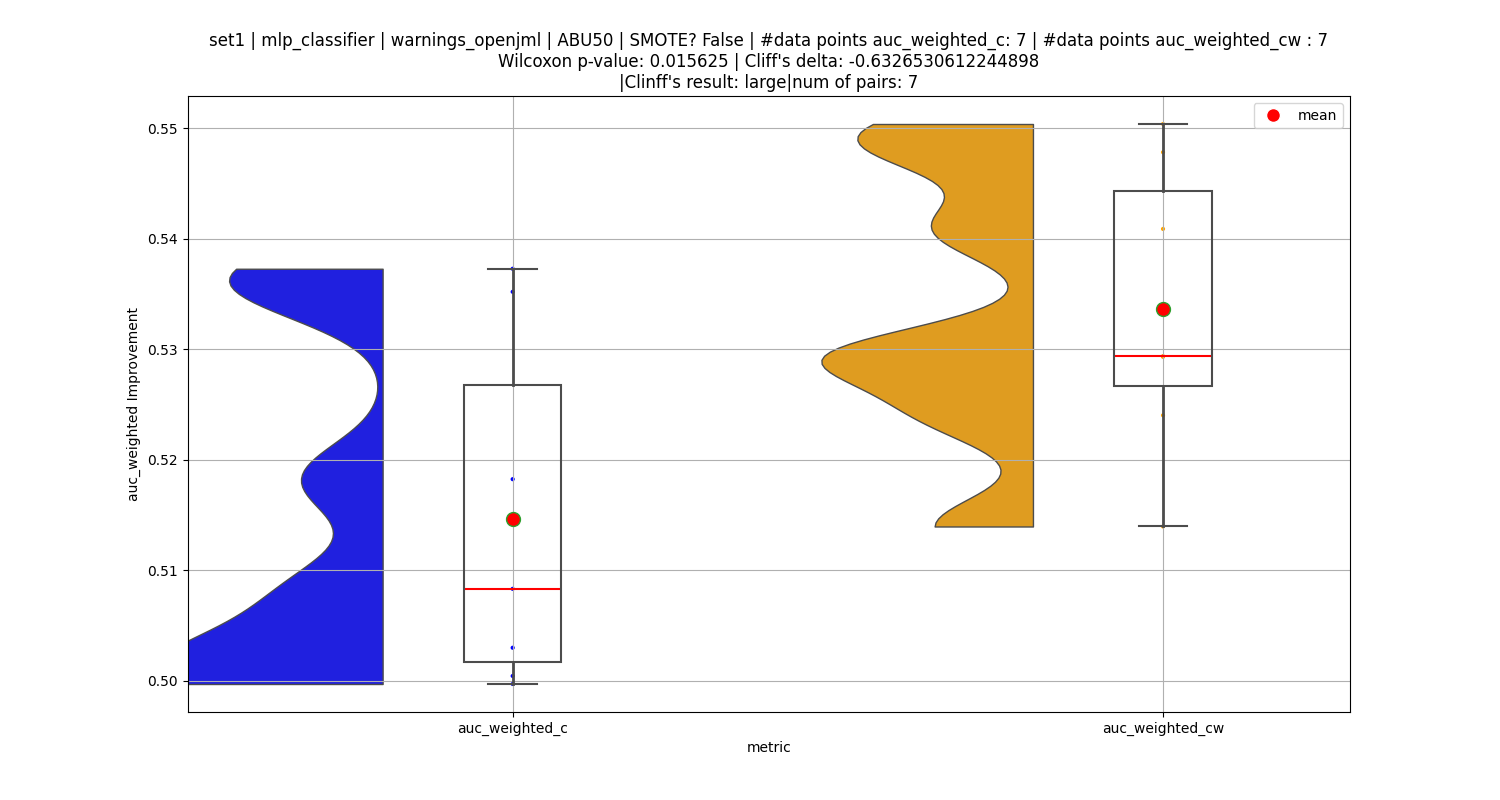 set1 | mlp_classifier | warnings_openjml | ABU50 | SMOTE? False | #data points auc_weighted_c: 7 | #data points auc_weighted_cw : 7
Wilcoxon p-value: 0.015625 | Cliff's delta: -0.6326530612244898
|Clinff's result: large|num of pairs: 7
mean
0.55
0.54
0.53
0.52
0.51
0.50
auc_weighted Improvement
auc_weighted_c
auc_weighted_cw
metric